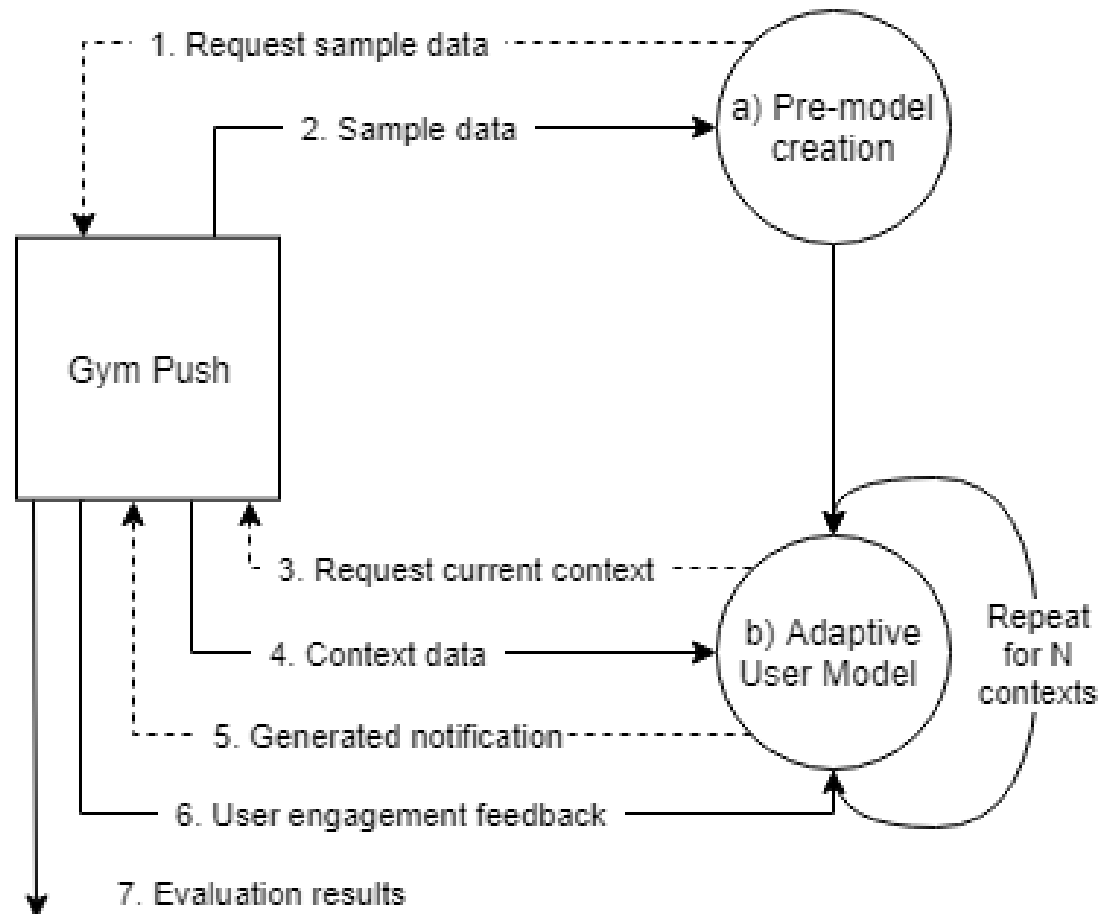 1. Request sample data
a) Pre-model
creation
2. Sample data
Gym Push
3. Request current context
b) Adaptive
User Model
Repeat
for N
contexts
4. Context data
5. Generated notification
6. User engagement feedback
7. Evaluation results